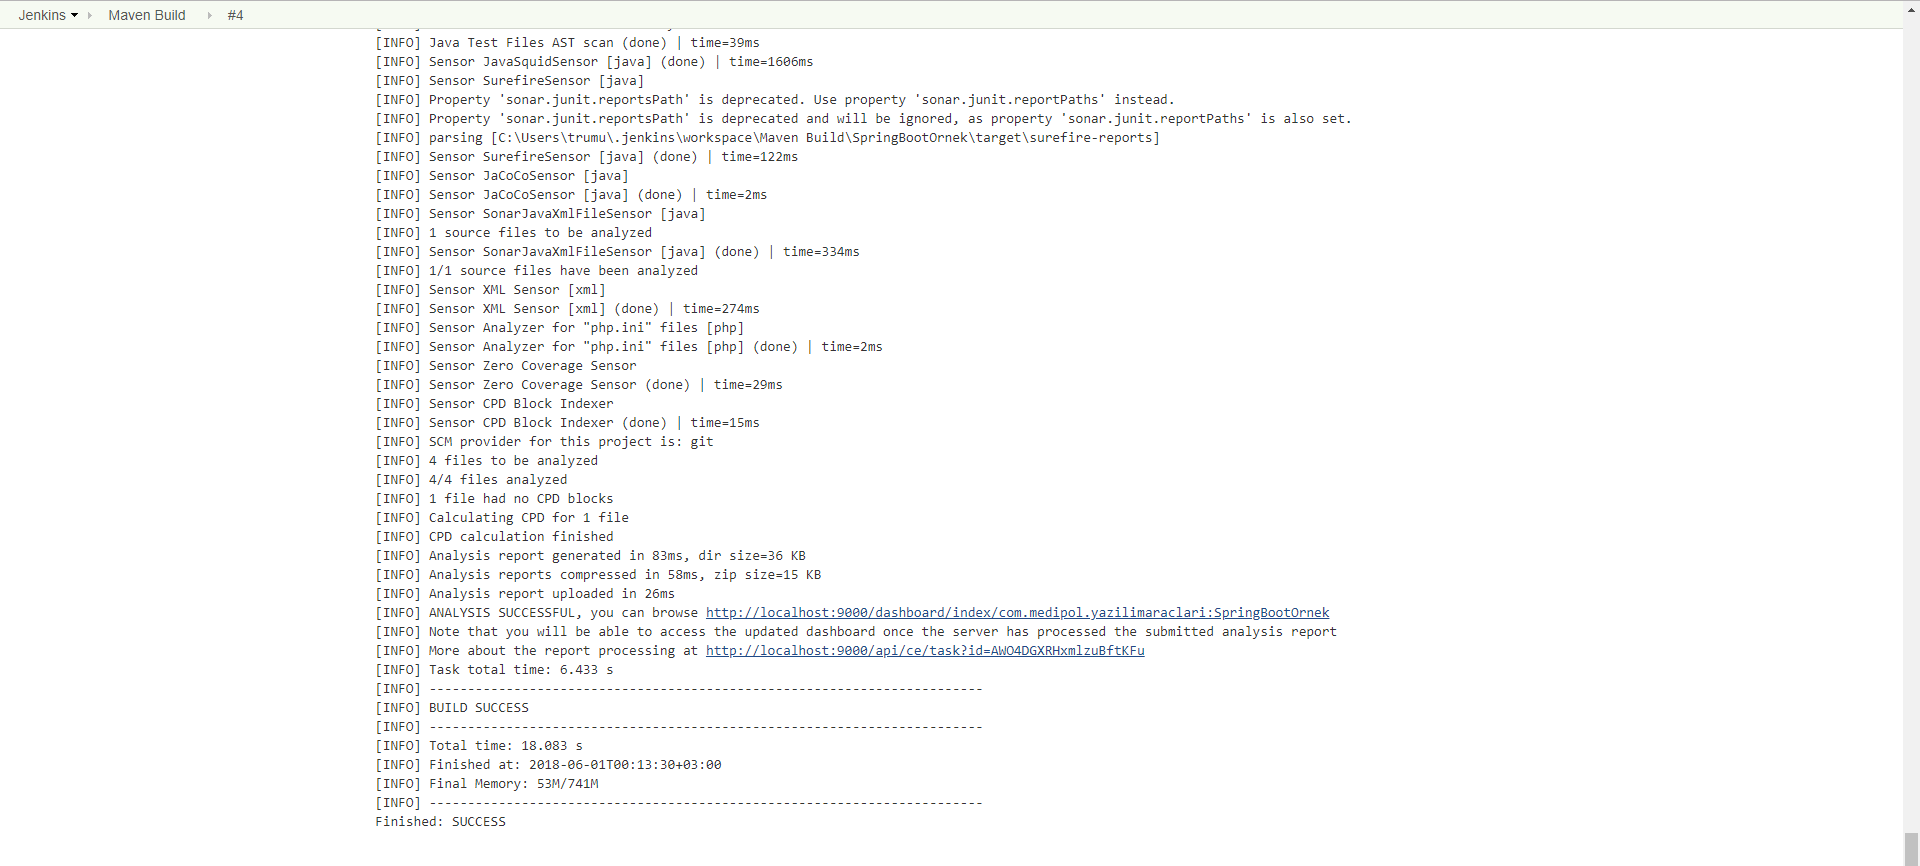 Jenkins Maven Build #4
[INFO] Java Test Files AST scan (done) | time=39ms
[INFO] Sensor JavaSquidSensor [java] (done) | time=1606ms
[INFO] Sensor SurefireSensor [java]
[INFO] Property 'sonar.junit.reportsPath' is deprecated. Use property 'sonar.junit.reportPaths' instead.
[INFO] Property 'sonar.junit.reportsPath' is deprecated and will be ignored, as property 'sonar.junit.reportPaths' is also set.
[INFO] parsing [C:\Users\trumu\.jenkins\workspace\Maven Build\SpringBootOrnek\target\surefire-reports]
[INFO] Sensor SurefireSensor [java] (done) | time=122ms
[INFO] Sensor JaCoCoSensor [java]
[INFO] Sensor JaCoCoSensor [java] (done) | time=2ms
[INFO] Sensor SonarJavaXmlFileSensor [java]
[INFO] 1 source files to be analyzed
[INFO] Sensor SonarJavaXmlFileSensor [java] (done) | time=334ms
[INFO] 1/1 source files have been analyzed
[INFO] Sensor XML Sensor [xml]
[INFO] Sensor XML Sensor [xml] (done) | time=274ms
[INFO] Sensor Analyzer for "php.ini" files [php]
[INFO] Sensor Analyzer for "php.ini" files [php] (done) | time=2ms
[INFO] Sensor Zero Coverage Sensor
[INFO] Sensor Zero Coverage Sensor (done) | time=29ms
[INFO] Sensor CPD Block Indexer
[INFO] Sensor CPD Block Indexer (done) | time=15ms
[INFO] SCM provider for this project is: git
[INFO] 4 files to be analyzed
[INFO] 4/4 files analyzed
[INFO] 1 file had no CPD blocks
[INFO] Calculating CPD for 1 file
[INFO] CPD calculation finished
[INFO] Analysis report generated in 83ms, dir size=36 KB
[INFO] Analysis reports compressed in 58ms, zip size=15 KB
[INFO] Analysis report uploaded in 26ms
[INFO] ANALYSIS SUCCESSFUL, you can browse http://localhost:9000/dashboard/index/com.medipol.yazilimaraclari:SpringBootOrnek
[INFO] Note that you will be able to access the updated dashboard once the server has processed the submitted analysis report
[INFO] More about the report processing at http://localhost:9000/api/ce/task?id=AWO4DGXRHxmlzuBftKFu
[INFO] Task total time: 6.433 s
[INFO] ------------------------------------------------------------------------
[INFO] BUILD SUCCESS
[INFO] ------------------------------------------------------------------------
[INFO] Total time: 18.083 s
[INFO] Finished at: 2018-06-01T00:13:30+03:00
[INFO] Final Memory: 53M/741M
[INFO] ------------------------------------------------------------------------
Finished: SUCCESS